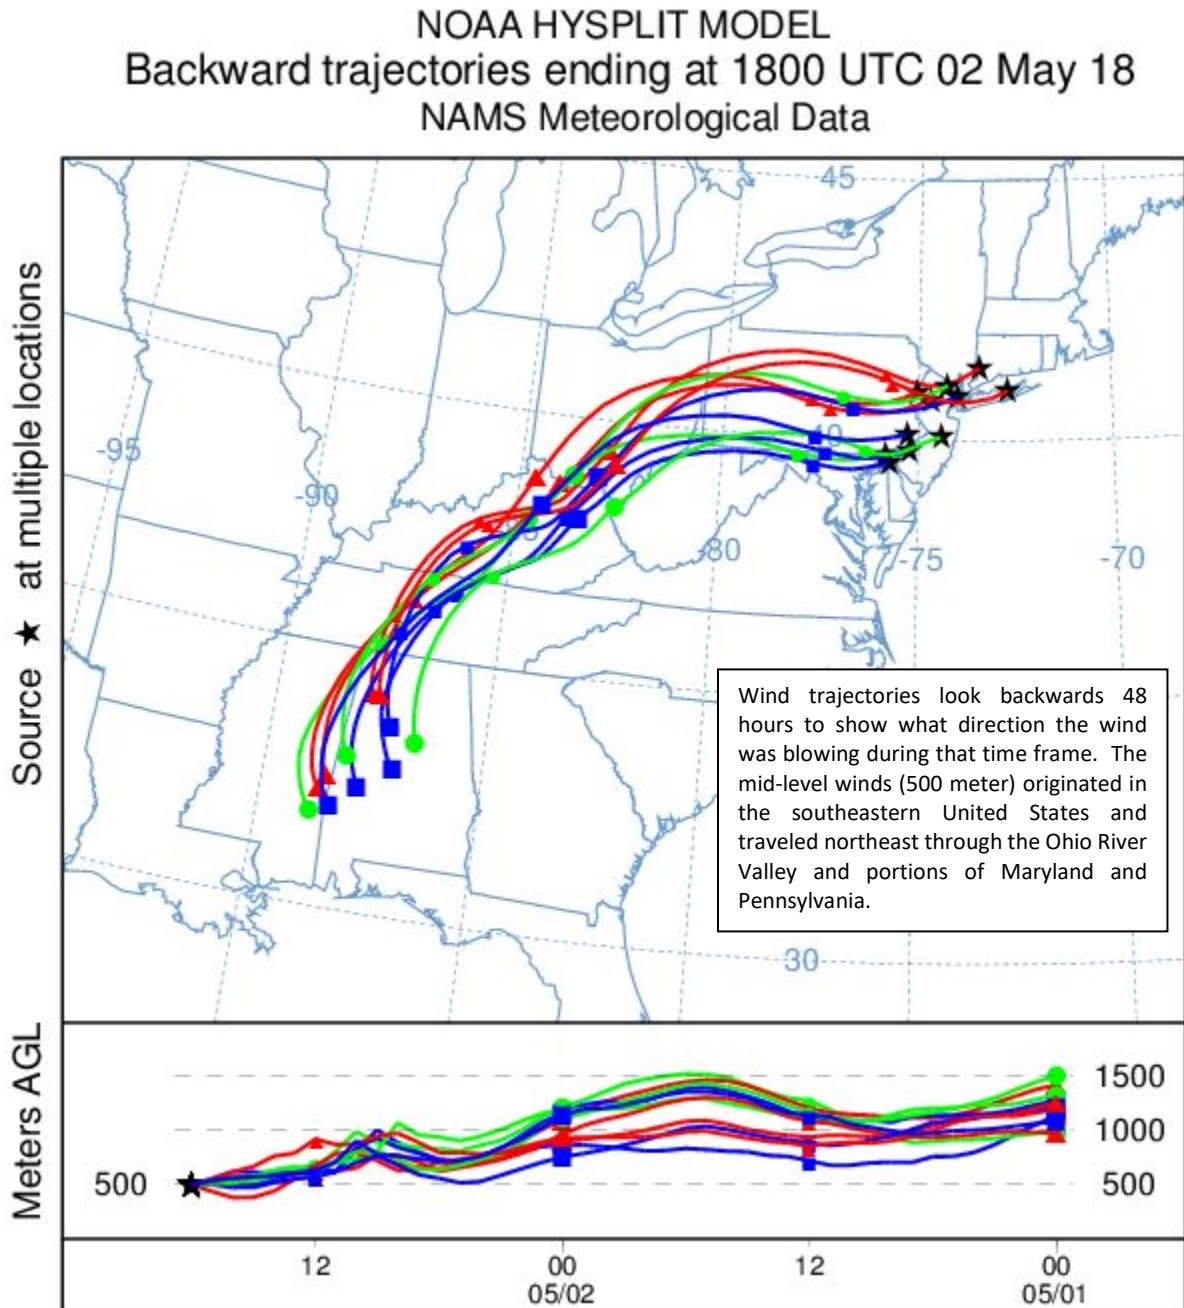 NOAA HYSPLIT MODEL
Backward trajectories ending at 1800 UTC 02 May 18
NAMS Meteorological Data
Source ★ at multiple locations
45
-95
-90
40
-80
-75
-70
30
Wind trajectories look backwards 48
hours to show what direction the wind
was blowing during that time frame. The
mid-level winds (500 meter) originated in
the southeastern United States and
traveled northeast through the Ohio River
Valley and portions of Maryland and
Pennsylvania.
Meters AGL
1500
1000
500
500
12
00
12
00
05/02
05/01